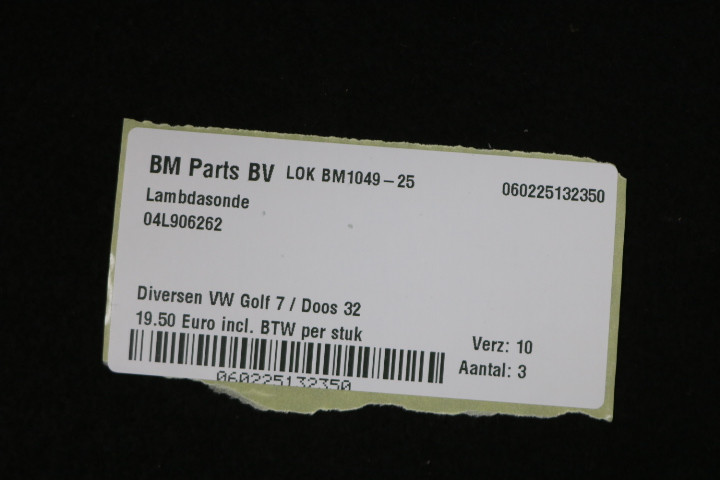 BM Parts BV LOK BM1049-25 060225132350
Lambdasonde
04L906262
Diversen VW Golf 7 / Doos 32
19.50 Euro incl. BTW per stuk
Verz: 10
Aantal: 3
060225132350